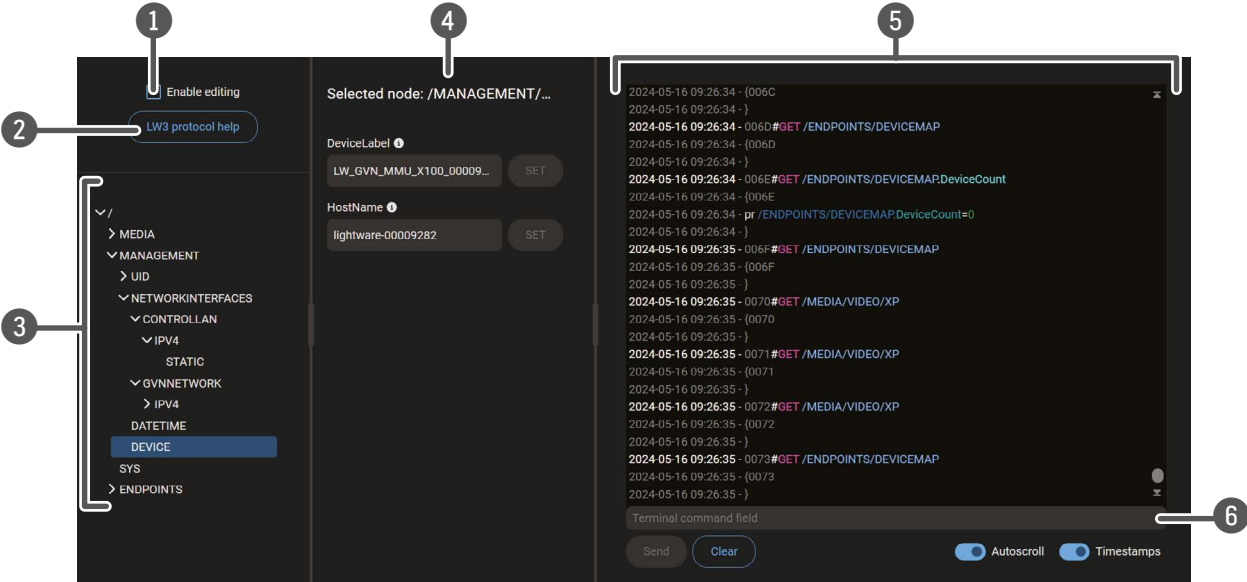 1
4
5
Enable editing
2
LW3 protocol help
3
/
MEDIA
MANAGEMENT
UID
NETWORKINTERFACES
CONTROLLAN
IPV4
STATIC
GVNNETWORK
IPV4
DATETIME
DEVICE
SYS
ENDPOINTS
Selected node: /MANAGEMENT/...
DeviceLabel
LW_GVN_MMU_X100_00009... SET
HostName
lightware-00009282 SET
2024-05-16 09:26:34 - {006C
2024-05-16 09:26:34 - }
2024-05-16 09:26:34 - 006D#GET /ENDPOINTS/DEVICEMAP
2024-05-16 09:26:34 - {006D
2024-05-16 09:26:34 - }
2024-05-16 09:26:34 - 006E#GET /ENDPOINTS/DEVICEMAP.DeviceCount
2024-05-16 09:26:34 - {006E
2024-05-16 09:26:34 - pr /ENDPOINTS/DEVICEMAP.DeviceCount=0
2024-05-16 09:26:34 - }
2024-05-16 09:26:35 - 006F#GET /ENDPOINTS/DEVICEMAP
2024-05-16 09:26:35 - {006F
2024-05-16 09:26:35 - }
2024-05-16 09:26:35 - 0070#GET /MEDIA/VIDEO/XP
2024-05-16 09:26:35 - {0070
2024-05-16 09:26:35 - }
2024-05-16 09:26:35 - 0071#GET /MEDIA/VIDEO/XP
2024-05-16 09:26:35 - {0071
2024-05-16 09:26:35 - }
2024-05-16 09:26:35 - 0072#GET /MEDIA/VIDEO/XP
2024-05-16 09:26:35 - {0072
2024-05-16 09:26:35 - }
2024-05-16 09:26:35 - 0073#GET /ENDPOINTS/DEVICEMAP
2024-05-16 09:26:35 - {0073
2024-05-16 09:26:35 - }
Terminal command field
6
Send Clear Autoscroll Timestamps